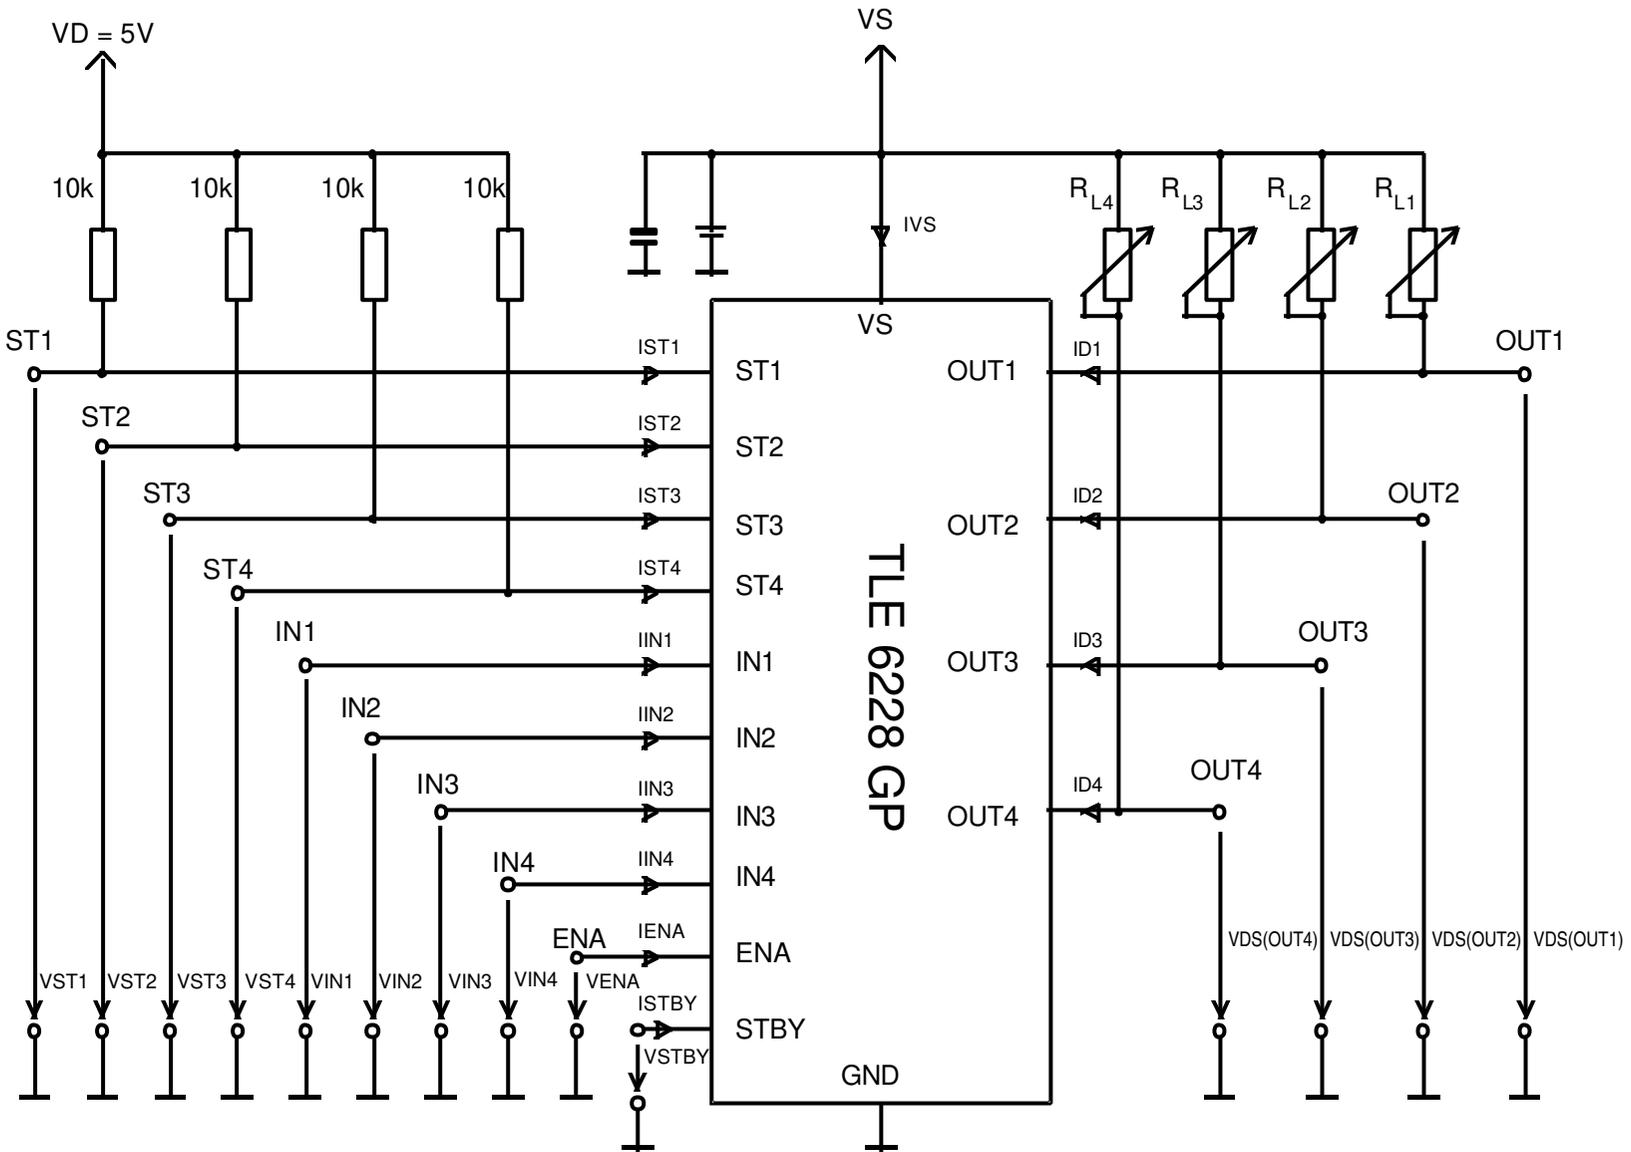 VS
VD = 5V
10k
10k
10k
10k
RL4
RL3
RL2
RL1
IVS
VS
ST1
IST1
ST1
OUT1
ID1
OUT1
ST2
IST2
ST2
ST3
IST3
ST3
OUT2
ID2
OUT2
ST4
IST4
ST4
TLE 6228 GP
IN1
IIN1
IN1
OUT3
ID3
OUT3
IN2
IIN2
IN2
IN3
IIN3
IN3
OUT4
ID4
OUT4
IN4
IIN4
IN4
ENA
IENA
ENA
VDS(OUT4)
VDS(OUT3)
VDS(OUT2)
VDS(OUT1)
VST1
VST2
VST3
VST4
VIN1
VIN2
VIN3
VIN4
VENA
ISTBY
STBY
VSTBY
GND